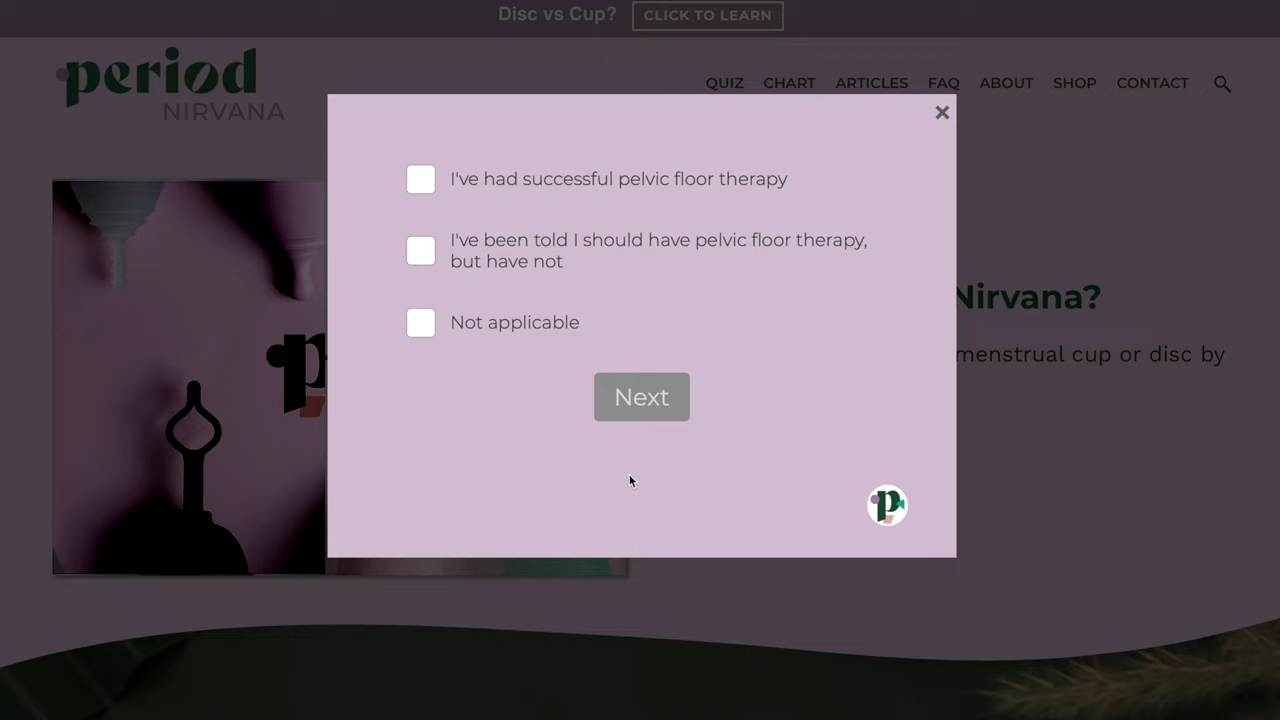 Disc vs Cup? CLICK TO LEARN
period
NIRVANA
QUIZ CHART ARTICLES FAQ ABOUT SHOP CONTACT
I've had successful pelvic floor therapy
I've been told I should have pelvic floor therapy,
but have not
Not applicable
Next
Nirvana?
menstrual cup or disc by
p
p